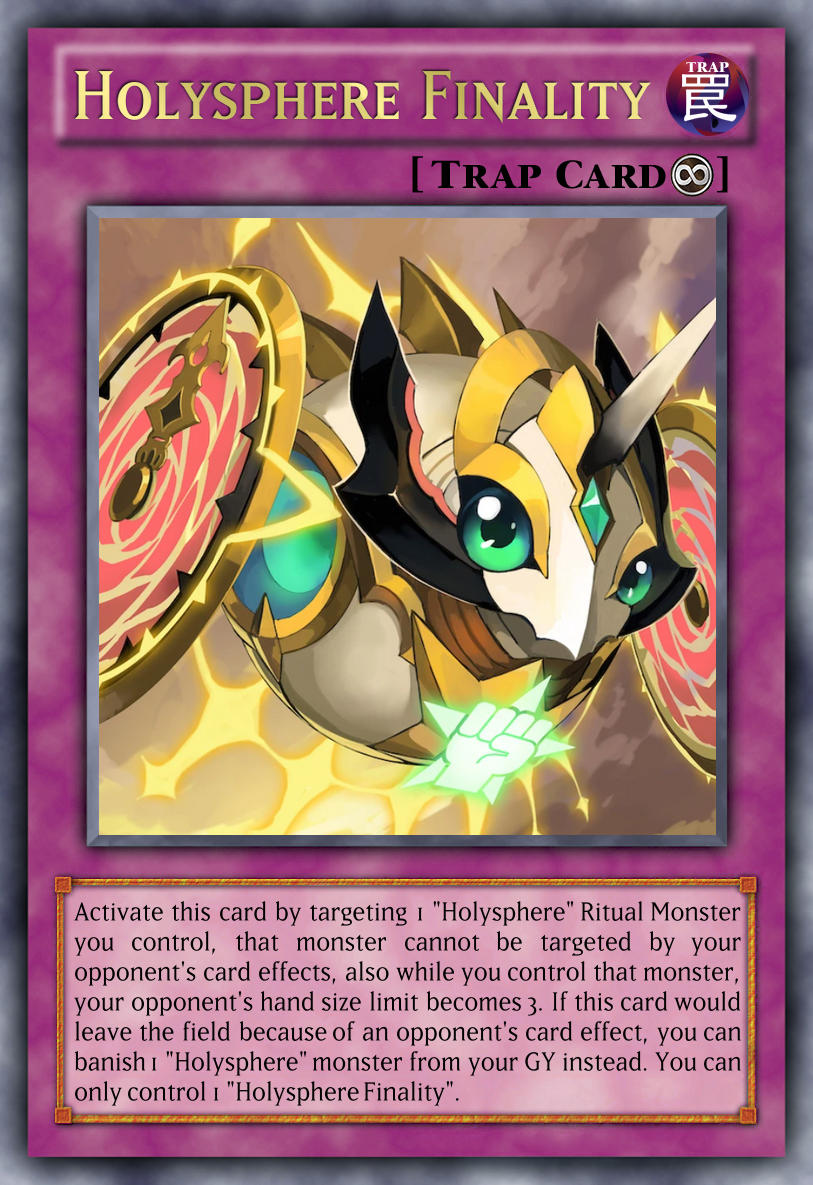 Holysphere Finality
TRAP
罠
[Trap Card∞]
Activate this card by targeting 1 "Holysphere" Ritual Monster
you control, that monster cannot be targeted by your
opponent's card effects, also while you control that monster,
your opponent's hand size limit becomes 3. If this card would
leave the field because of an opponent's card effect, you can
banish 1 "Holysphere" monster from your GY instead. You can
only control 1 "Holysphere Finality".